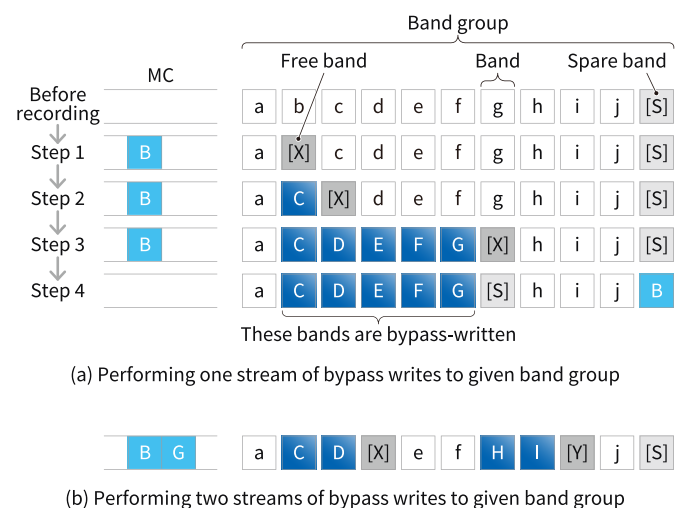 Band group
Free band Band Spare band
MC
Before
recording
a b c d e f g h i j [S]
Step 1 B a [X] c d e f g h i j [S]
Step 2 B a C [X] d e f g h i j [S]
Step 3 B a C D E F G [X] h i j [S]
Step 4 a C D E F G [S] h i j B
These bands are bypass-written
(a) Performing one stream of bypass writes to given band group
B G a C D [X] e f H I [Y] j [S]
(b) Performing two streams of bypass writes to given band group